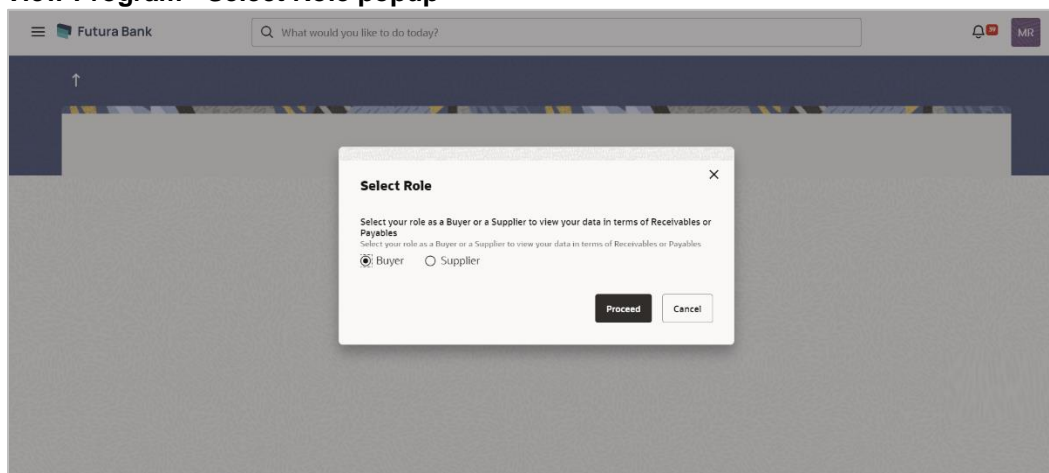 View Program - Select Role popup
Futura Bank
What would you like to do today?
MR
Select Role
Select your role as a Buyer or a Supplier to view your data in terms of Receivables or
Payables
Select your role as a Buyer or a Supplier to view your data in terms of Receivables or Payables
Buyer Supplier
Proceed Cancel